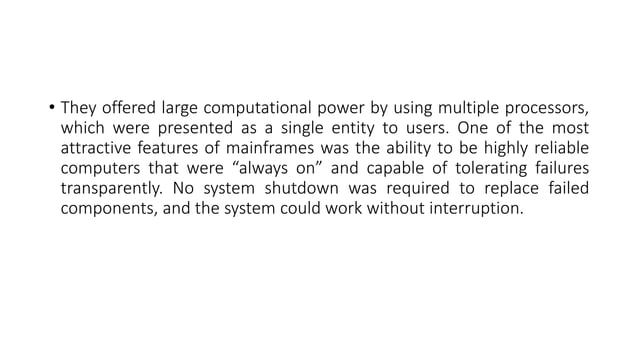 • They offered large computational power by using multiple processors,
which were presented as a single entity to users. One of the most
attractive features of mainframes was the ability to be highly reliable
computers that were “always on” and capable of tolerating failures
transparently. No system shutdown was required to replace failed
components, and the system could work without interruption.